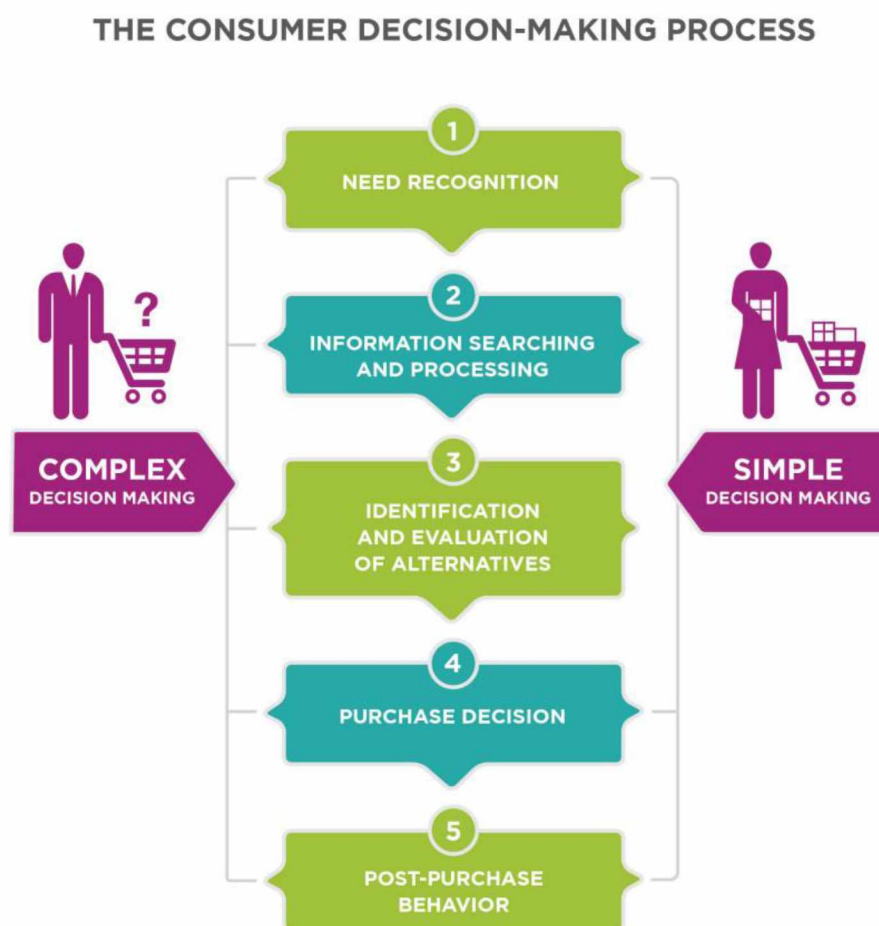 THE CONSUMER DECISION-MAKING PROCESS
1
NEED RECOGNITION
2
INFORMATION SEARCHING
AND PROCESSING
?
COMPLEX
DECISION MAKING
SIMPLE
DECISION MAKING
3
IDENTIFICATION
AND EVALUATION
OF ALTERNATIVES
4
PURCHASE DECISION
5
POST-PURCHASE
BEHAVIOR